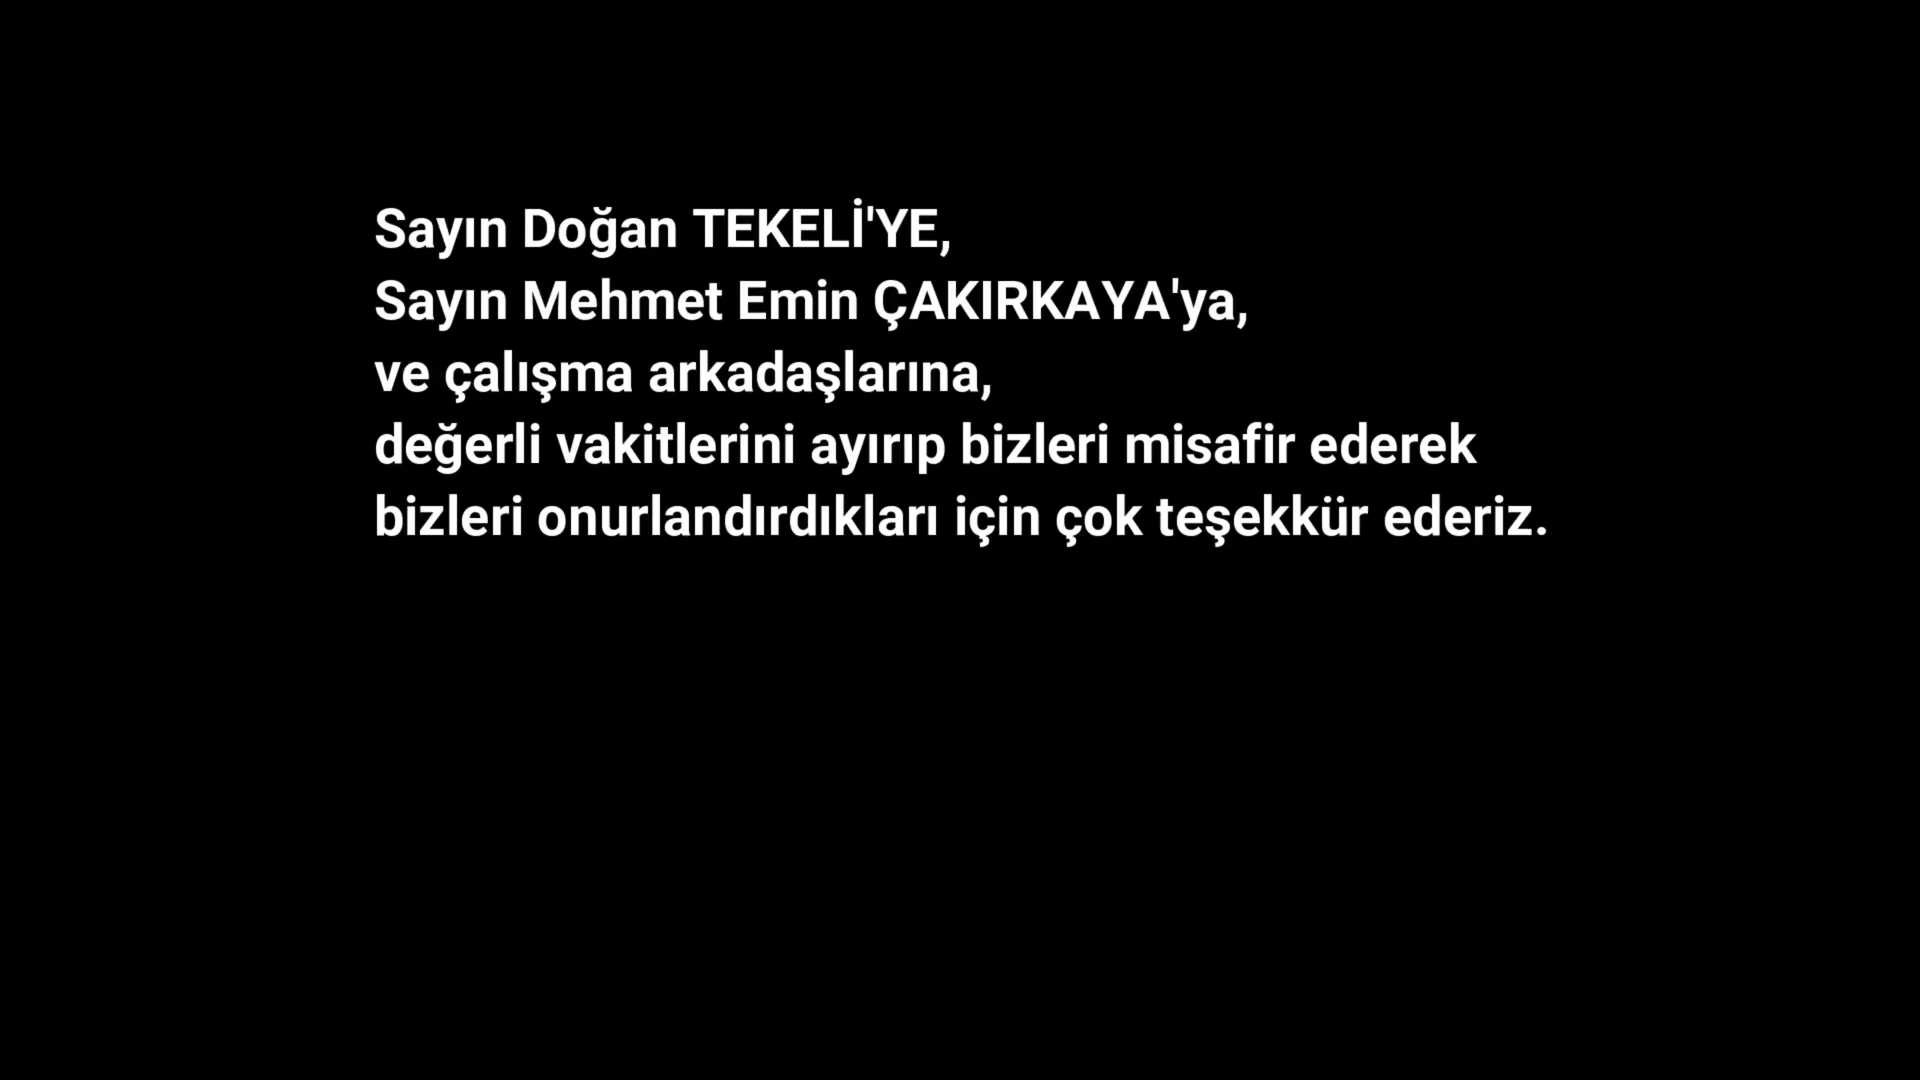 Sayın Doğan TEKELİ'YE,
Sayın Mehmet Emin ÇAKIRKAYA'ya,
ve çalışma arkadaşlarına,
değerli vakitlerini ayırıp bizleri misafir ederek
bizleri onurlandırdıkları için çok teşekkür ederiz.